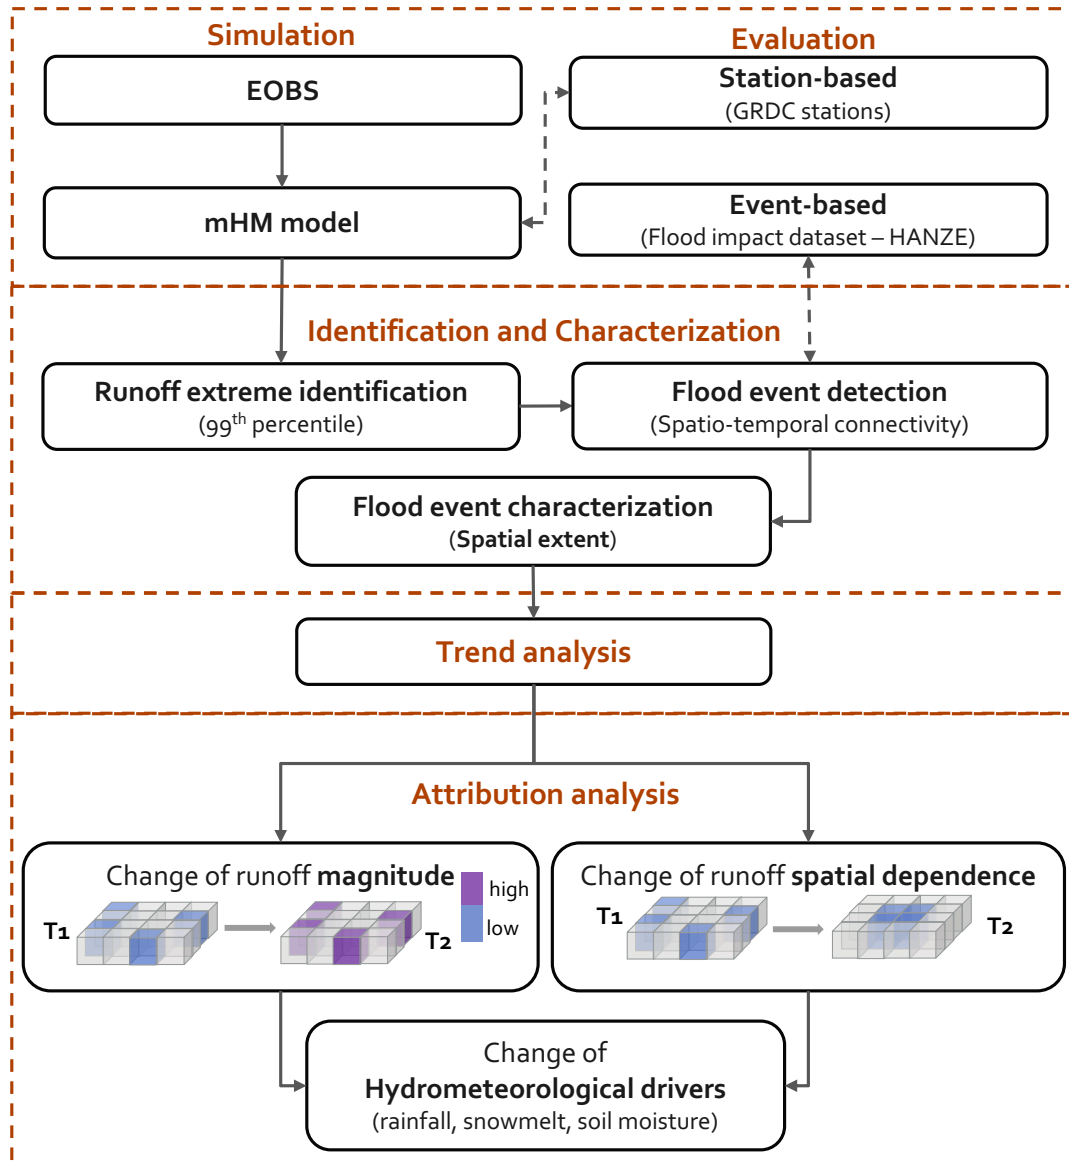 Simulation
Evaluation
EOBS
Station-based
(GRDC stations)
mHM model
Event-based
(Flood impact dataset – HANZE)
Identification and Characterization
Runoff extreme identification
(99th percentile)
Flood event detection
(Spatio-temporal connectivity)
Flood event characterization
(Spatial extent)
Trend analysis
Attribution analysis
Change of runoff magnitude
high
low
T1
T2
Change of runoff spatial dependence
T1
T2
Change of
Hydrometeorological drivers
(rainfall, snowmelt, soil moisture)